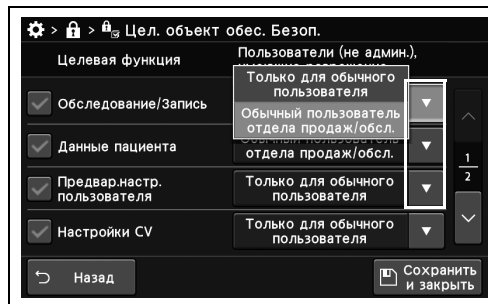 > > Цел. объект обес. Безоп.
Целевая функция
Пользователи (не админ.),
Только для обычного
пользователя
Обычный пользователь
отдела продаж/обсл.
Обследование/Запись
Данные пациента
отдела продаж/обсл.
Предвар.настр.
пользователя
Только для обычного
пользователя
Настройки CV
Только для обычного
пользователя
1
2
Назад
Сохранить
и закрыть